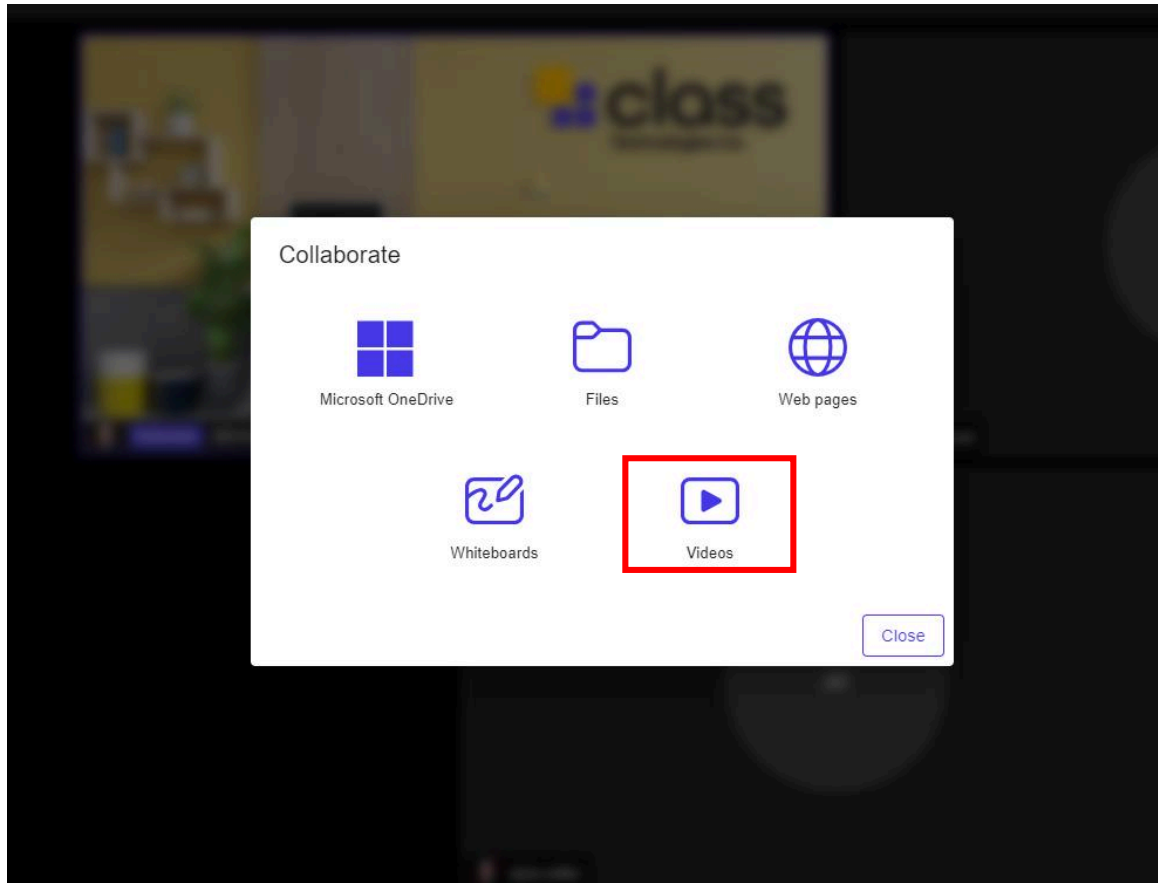 class
Collaborate
Microsoft OneDrive
Files
Web pages
Whiteboards
Videos
Close